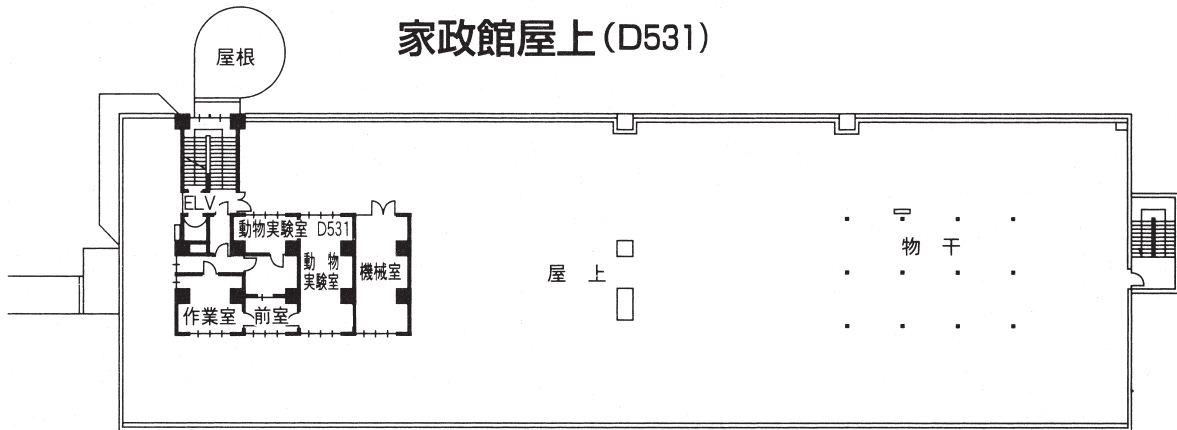 家政館屋上(D531)
屋根
ELV
動物実験室 D531
動物
実験室
機械室
作業室
前室
屋上
物干